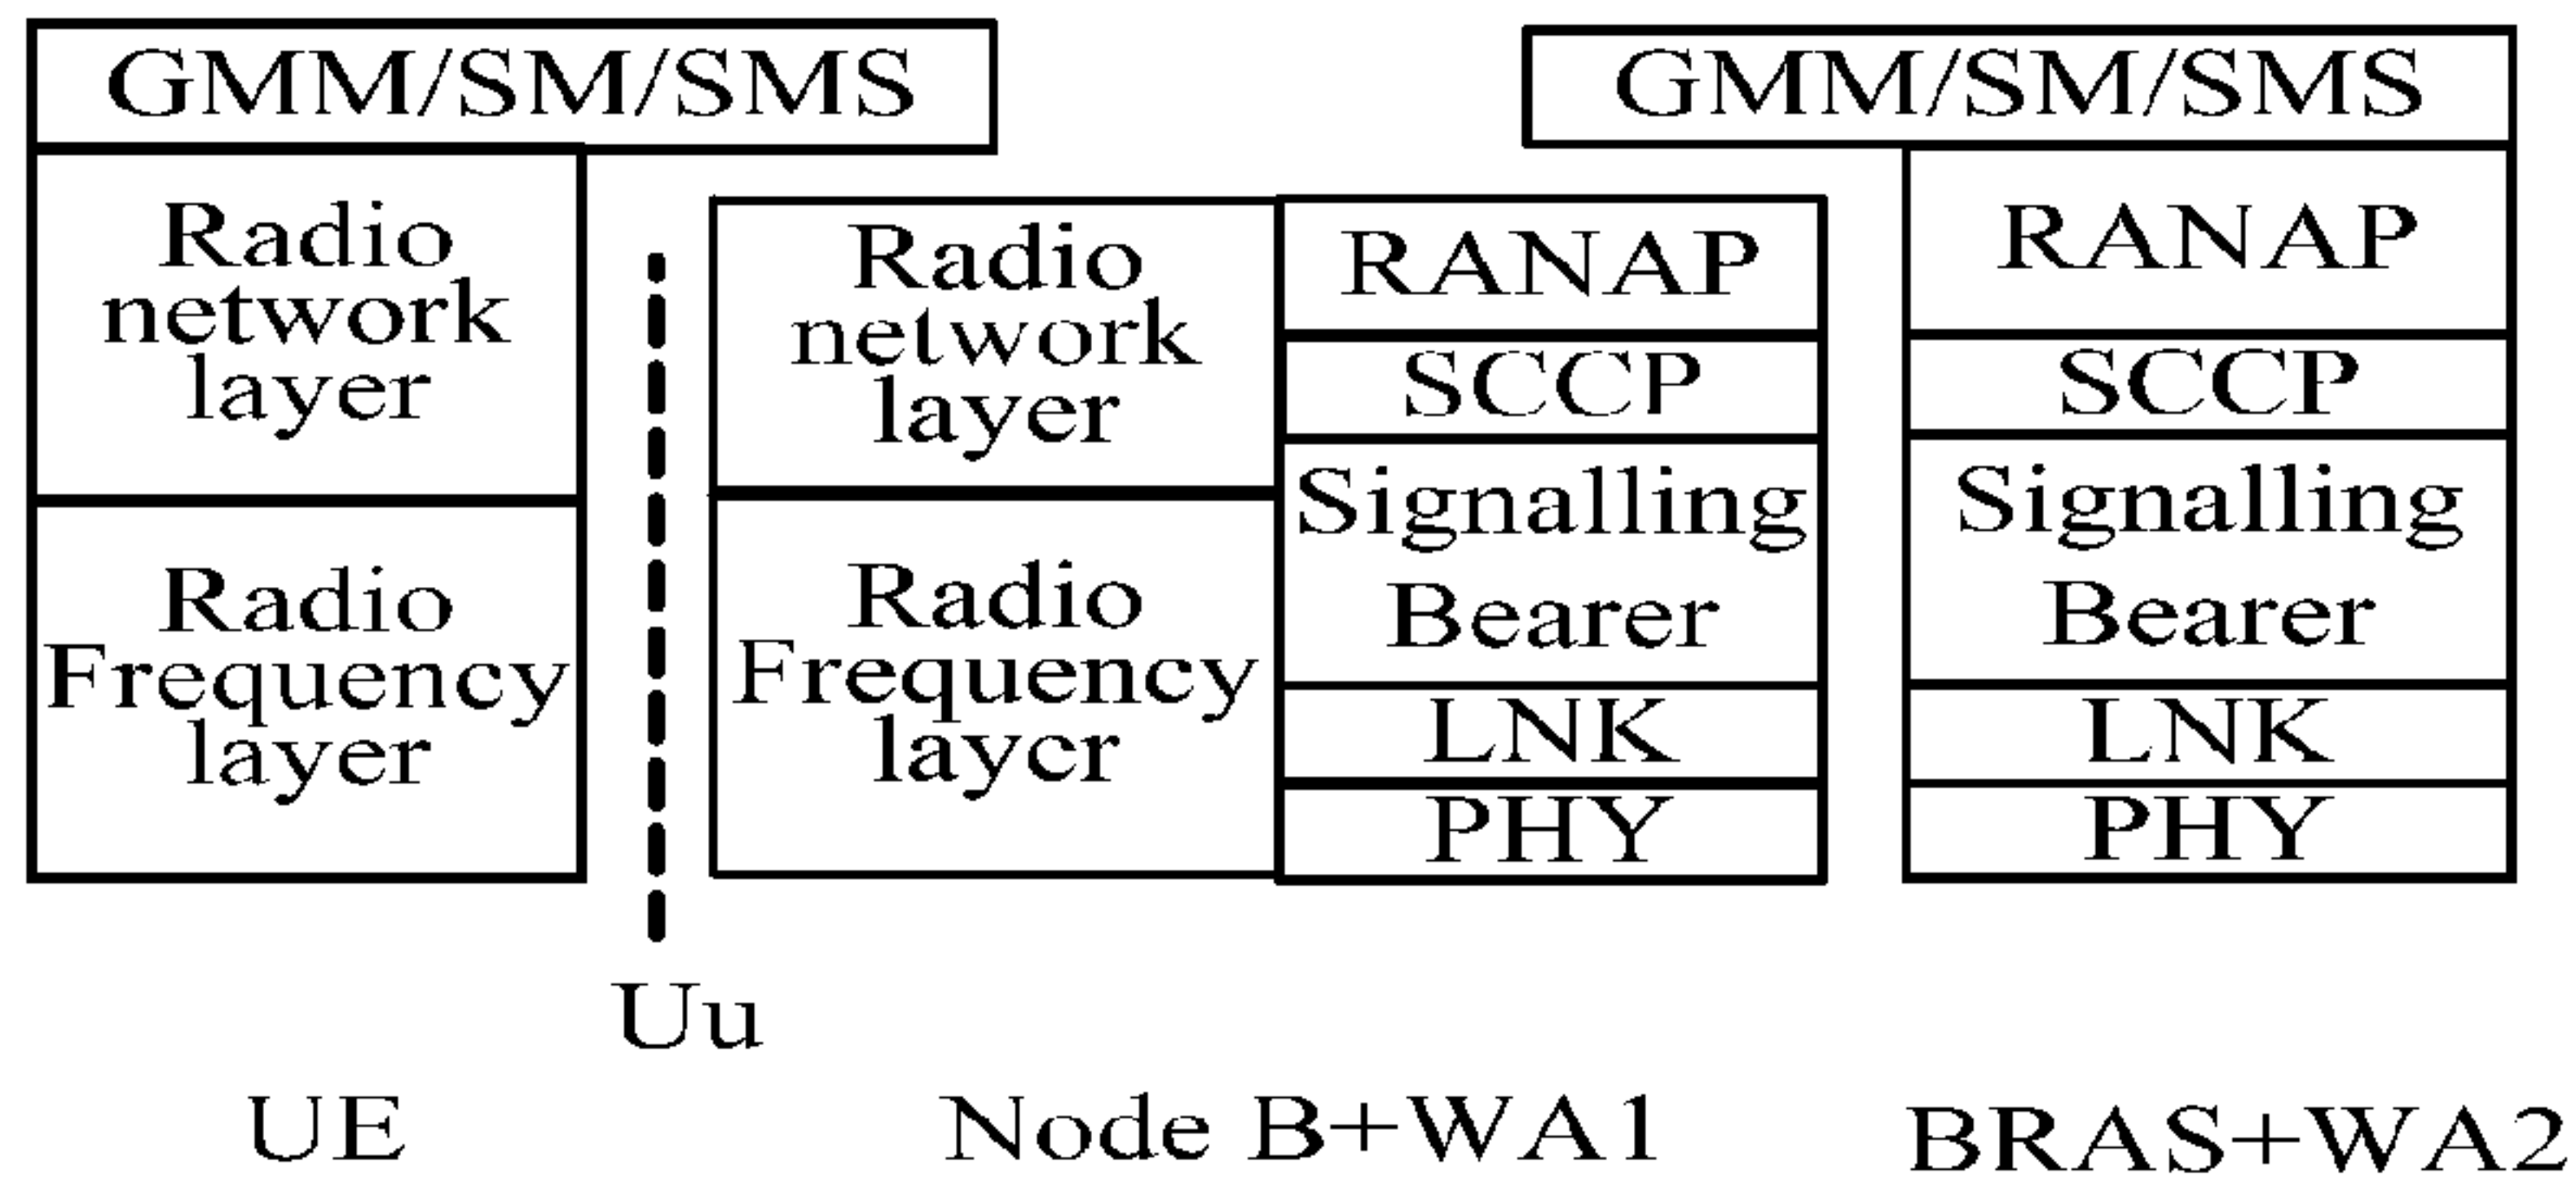 GMM/SM/SMS
Radio
network
layer
Radio
Frequency
layer
Uu
UE
Radio
network
layer
Radio
Frequency
layer
RANAP
SCCP
Signalling
Bearer
LNK
PHY
Node B+WA1
GMM/SM/SMS
RANAP
SCCP
Signalling
Bearer
LNK
PHY
BRAS+WA2